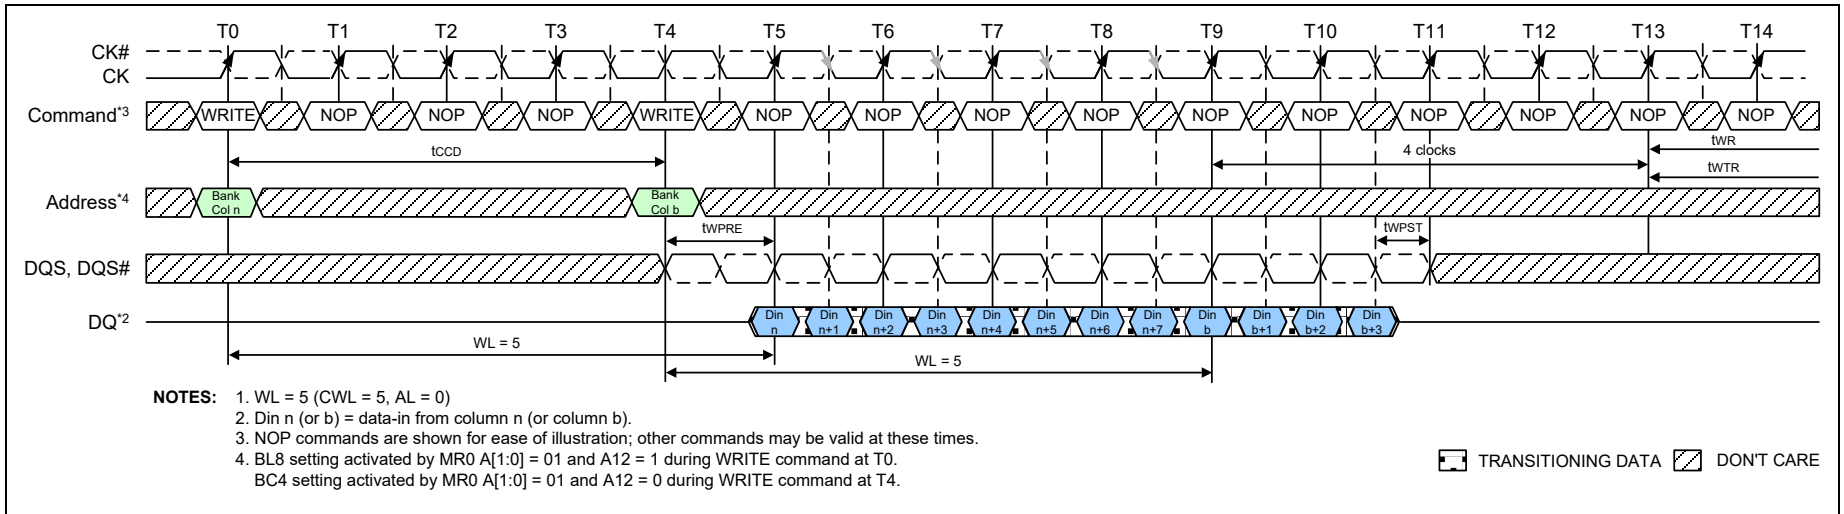 T0 T1 T2 T3 T4 T5 T6 T7 T8 T9 T10 T11 T12 T13 T14
CK#
CK
Command*3 WRITE NOP NOP NOP WRITE NOP NOP NOP NOP NOP NOP NOP NOP NOP NOP
tCCD 4 clocks tWR
tWTR
Address*4 Bank Col n Bank Col b
tWPRE tWPST
DQS, DQS#
DQ*2 Din n Din n+1 Din n+2 Din n+3 Din n+4 Din n+5 Din n+6 Din n+7 Din b Din b+1 Din b+2 Din b+3
WL = 5
WL = 5
NOTES: 1. WL = 5 (CWL = 5, AL = 0)
2. Din n (or b) = data-in from column n (or column b).
3. NOP commands are shown for ease of illustration; other commands may be valid at these times.
4. BL8 setting activated by MR0 A[1:0] = 01 and A12 = 1 during WRITE command at T0.
BC4 setting activated by MR0 A[1:0] = 01 and A12 = 0 during WRITE command at T4.
TRANSITIONING DATA DON'T CARE